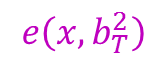 e(x, b_T^2)